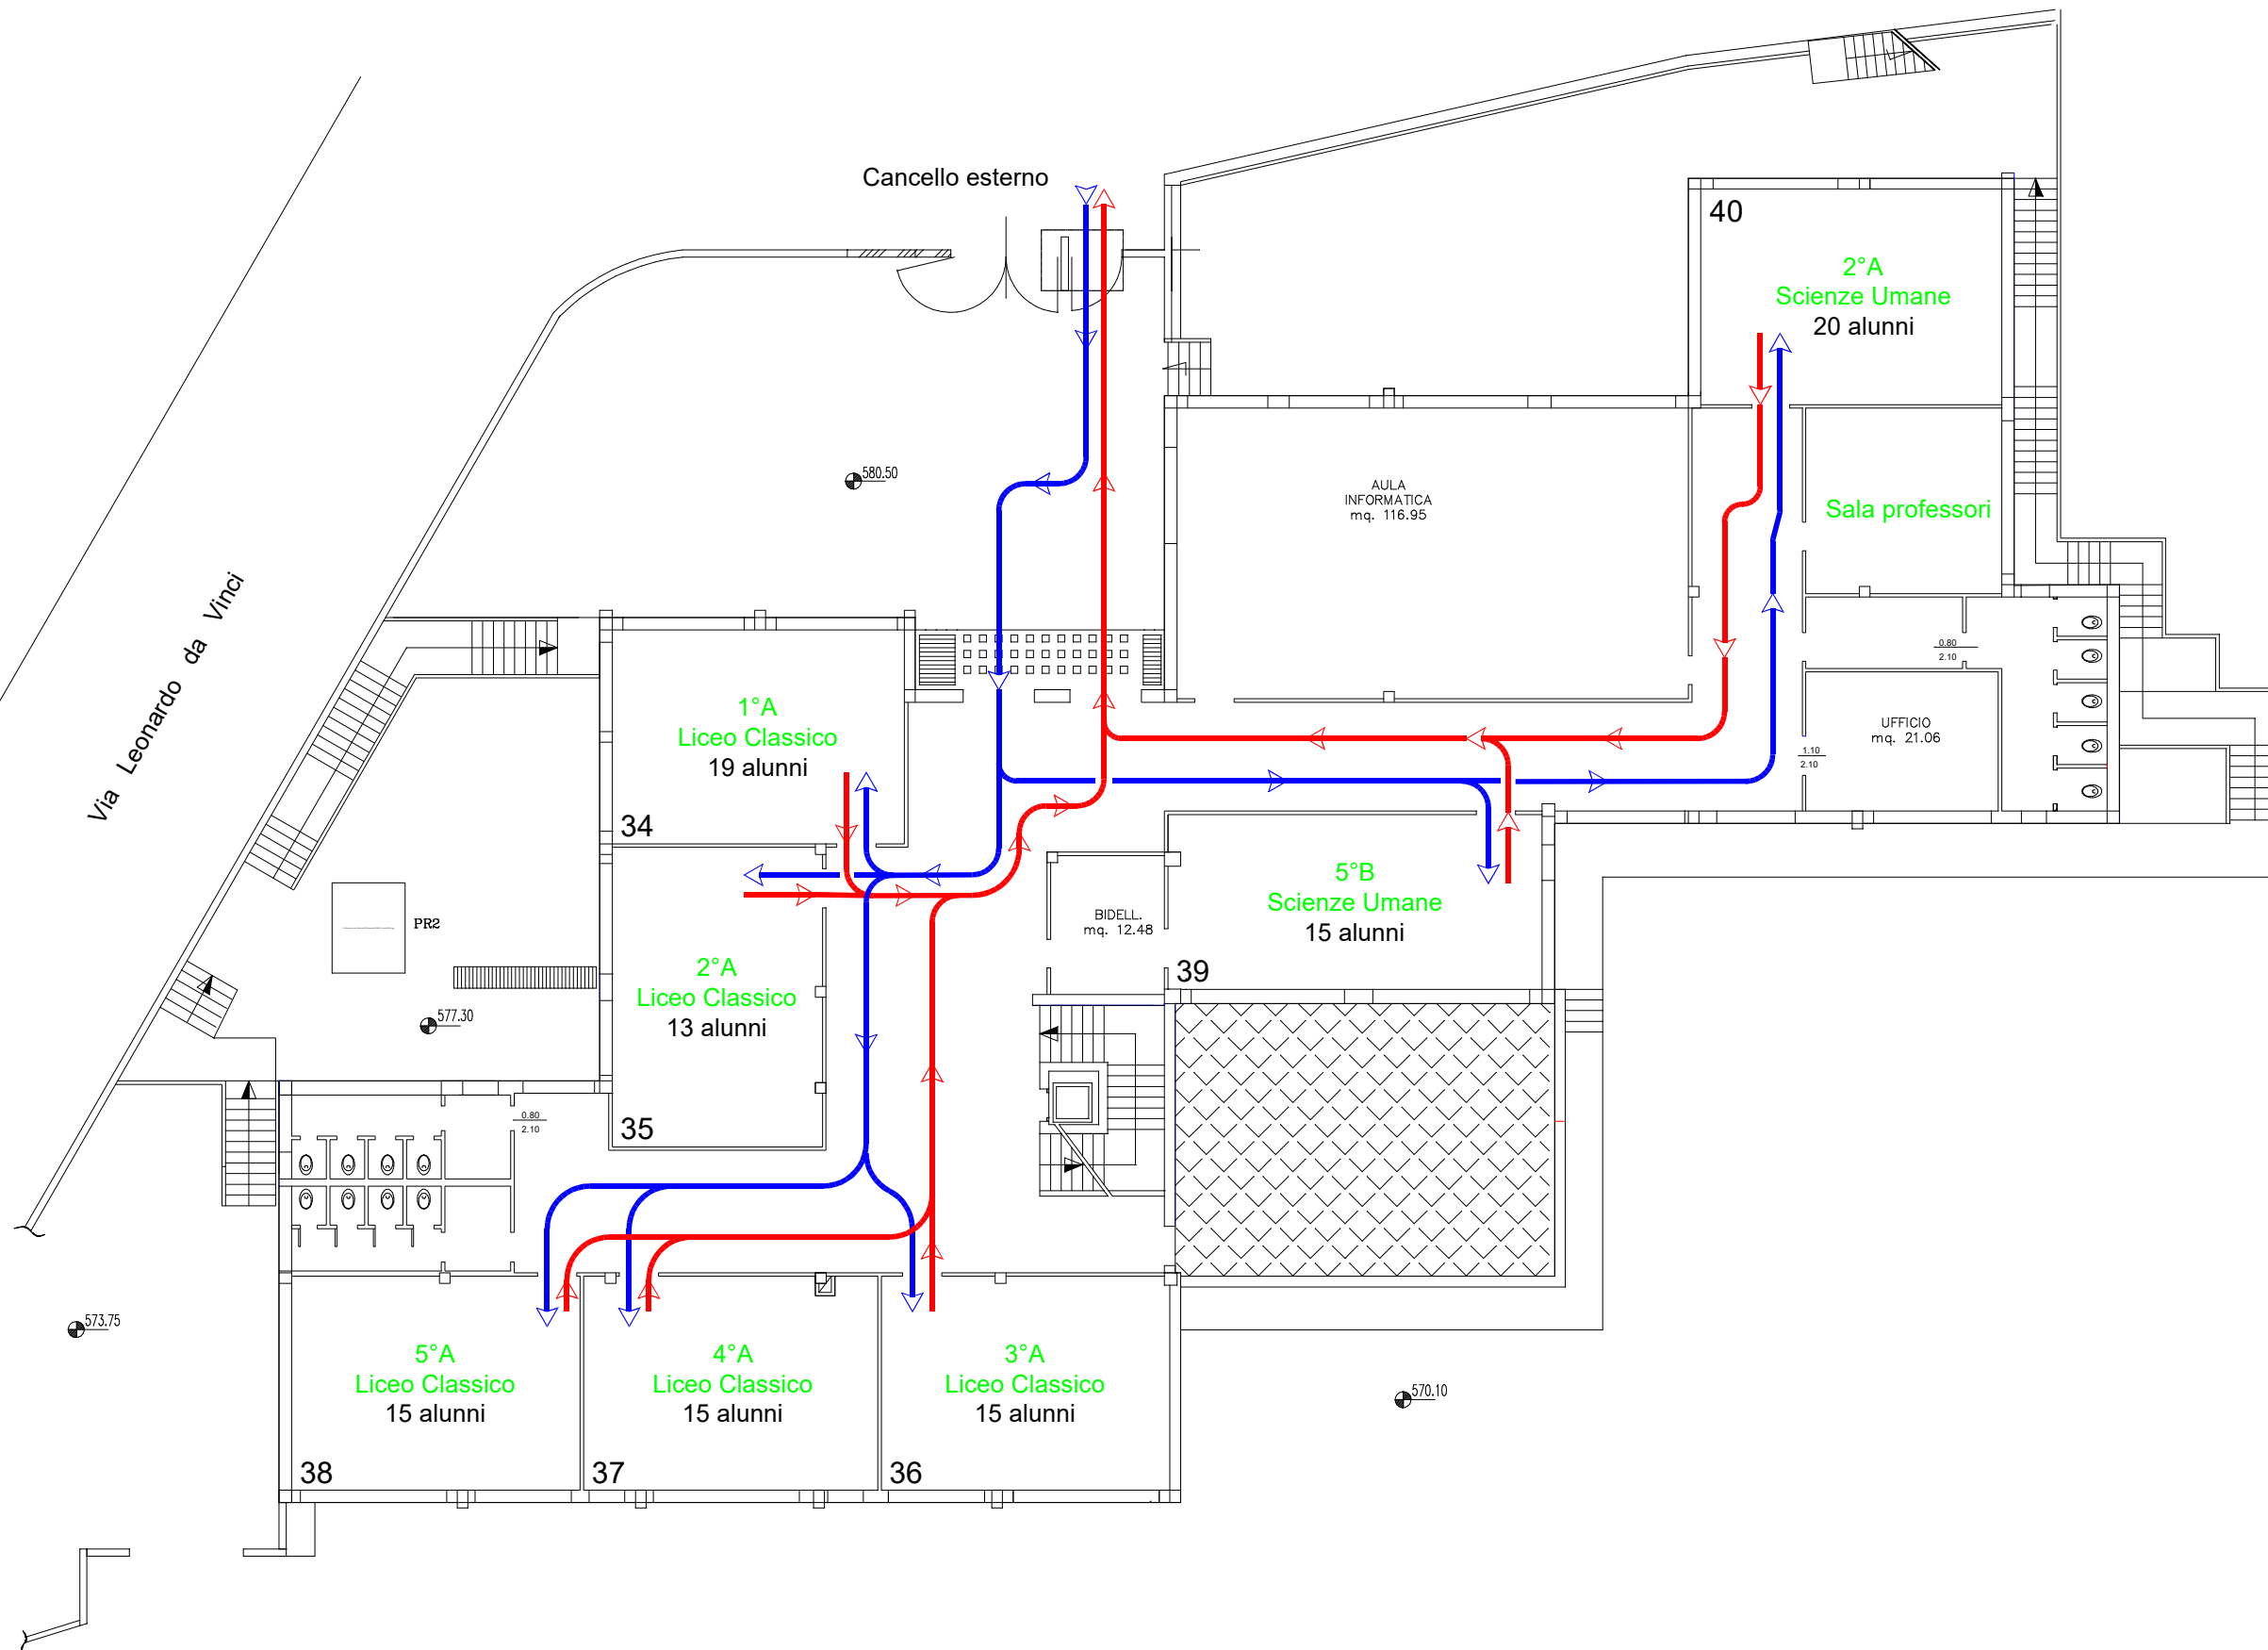 Cancello esterno
40
2°A
Scienze Umane
20 alunni
580.50
AULA
INFORMATICA
mq. 116.95
Sala professori
Via Leonardo da Vinci
0.80
2.10
1°A
Liceo Classico
19 alunni
34
UFFICIO
mq. 21.06
1.10
2.10
5°B
Scienze Umane
15 alunni
39
BIDELL.
mq. 12.48
PR2
2°A
Liceo Classico
13 alunni
35
577.30
0.80
2.10
573.75
5°A
Liceo Classico
15 alunni
38
4°A
Liceo Classico
15 alunni
37
3°A
Liceo Classico
15 alunni
36
570.10